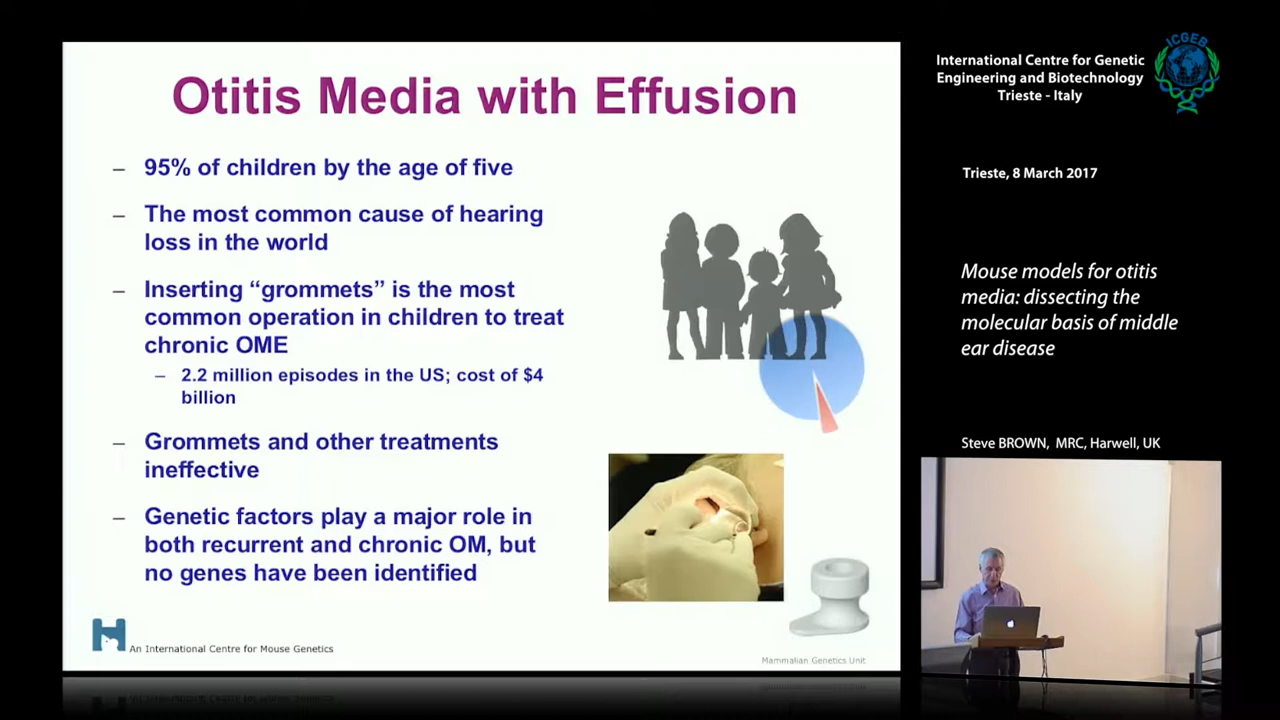 Otitis Media with Effusion
– 95% of children by the age of five
– The most common cause of hearing
loss in the world
– Inserting “grommets” is the most
common operation in children to treat
chronic OME
– 2.2 million episodes in the US; cost of $4
billion
– Grommets and other treatments
ineffective
– Genetic factors play a major role in
both recurrent and chronic OM, but
no genes have been identified
H
An International Centre for Mouse Genetics
Mammalian Genetics Unit
International Centre for Genetic
Engineering and Biotechnology
Trieste - Italy
ICGEB
Trieste, 8 March 2017
Mouse models for otitis
media: dissecting the
molecular basis of middle
ear disease
Steve BROWN, MRC, Harwell, UK